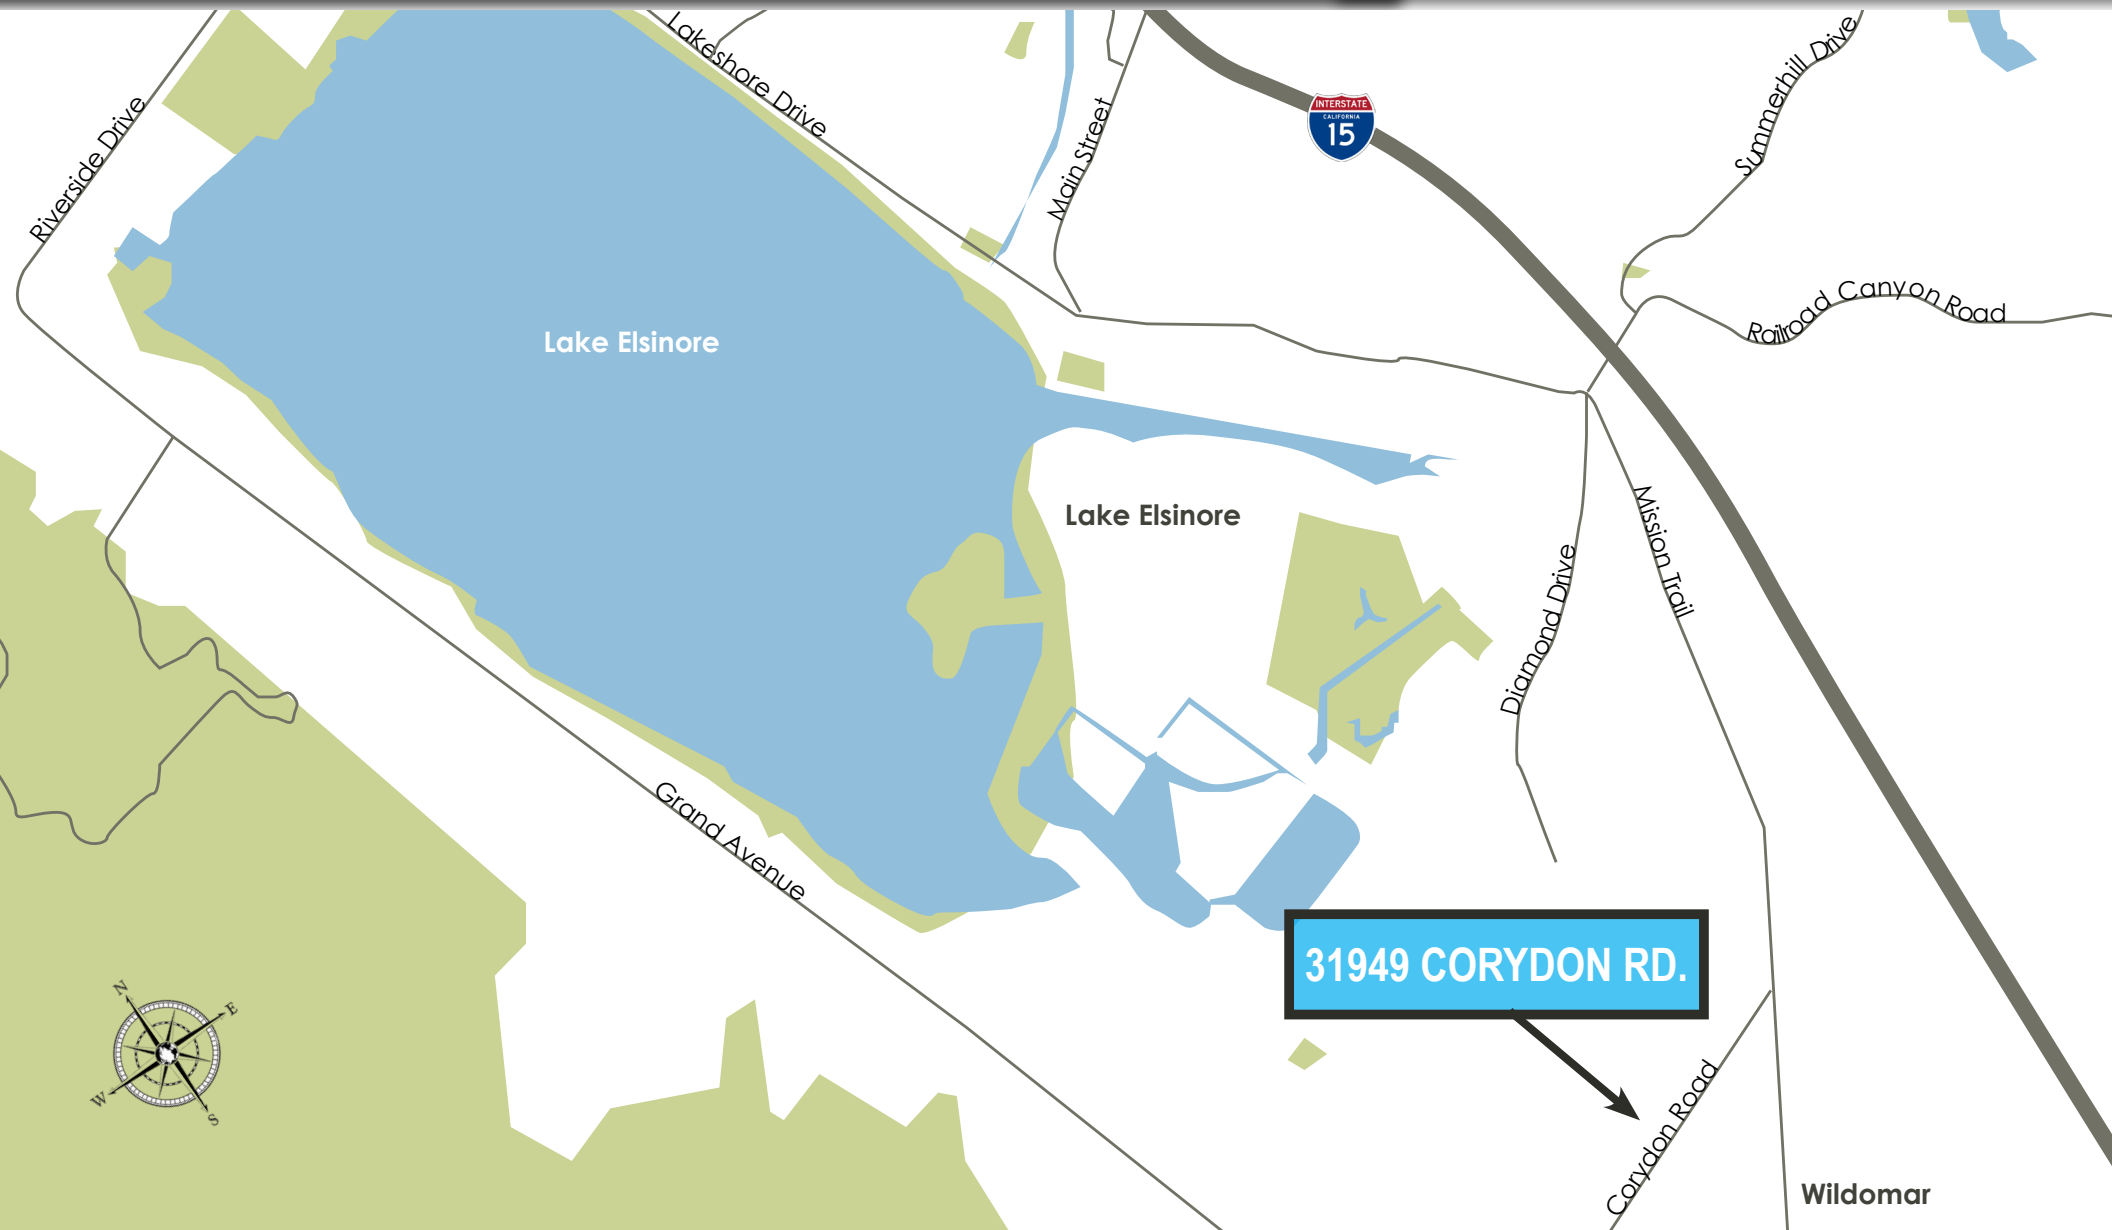 Lakeshore Drive
Summerhill Drive
INTERSTATE
CALIFORNIA
15
Riverside Drive
Main Street
Railroad Canyon Road
Lake Elsinore
Lake Elsinore
Mission Trail
Diamond Drive
Grand Avenue
31949 CORYDON RD.
N
E
W
S
Corydon Road
Wildomar